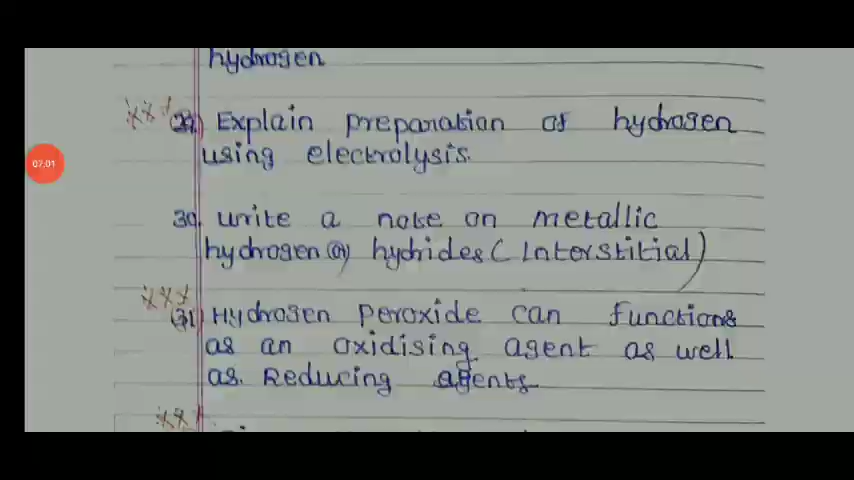 hydrogen
(29) Explain preparation of hydrogen
using electrolysis.
30. write a note on metallic
hydrogen (or) hydrides (Interstitial)
(31) Hydrogen peroxide can functions
as an oxidising agent as well
as. Reducing agents
07:01